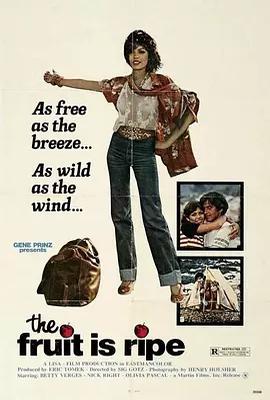 As free
as the
breeze...
As wild
as the
wind...
GENE PRINZ
presents
the
fruit is ripe
R RESTRICTED
A LISA - FILM PRODUCTION in EASTMANCOLOR
Produced by ERIC TOMEK - Directed by SIG GOTZ - Photography by HENRY HOLSHER
Starring: BETTY VERGES - NICK RIGHT - OLIVIA PASCAL - a Martin Films, Inc. Release